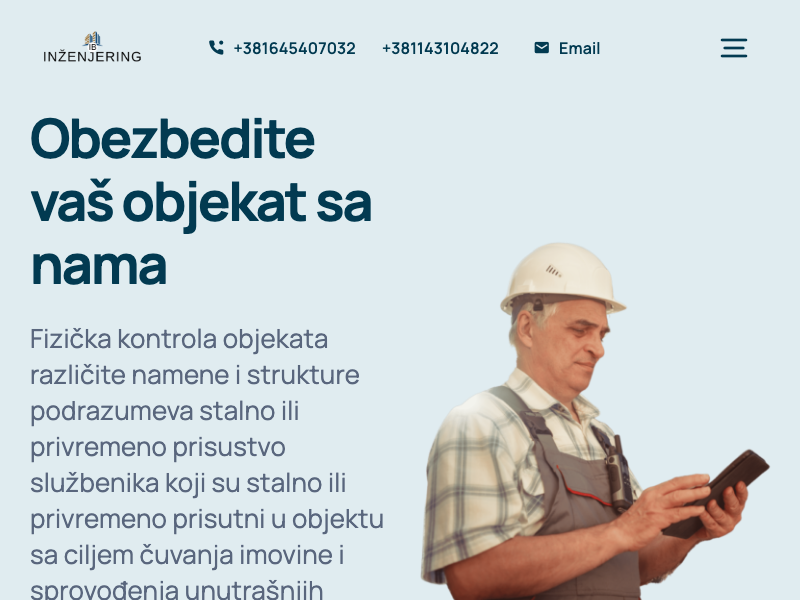 IB
INŽENJERING
+381645407032
+381143104822
Email
Obezbedite
vaš objekat sa
nama
Fizička kontrola objekata
različite namene i strukture
podrazumeva stalno ili
privremeno prisustvo
službenika koji su stalno ili
privremeno prisutni u objektu
sa ciljem čuvanja imovine i
sprovođenja unutrašnjih